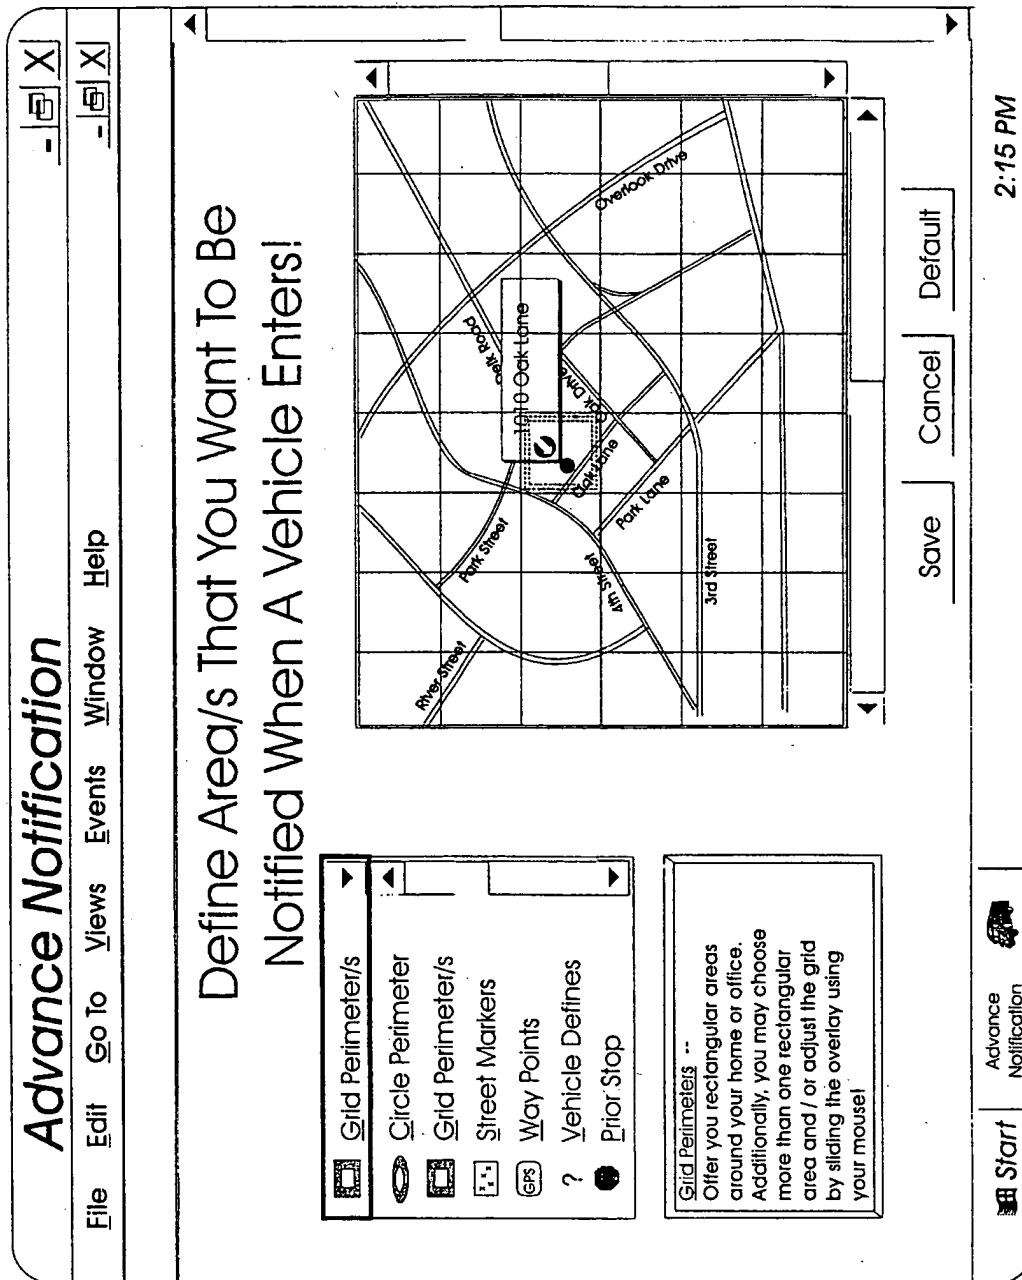 Advance Notification
File Edit Go To Views Events Window Help
Define Area/s That You Want To Be
Notified When A Vehicle Enters!
Grid Perimeter/s
Circle Perimeter
Grid Perimeter/s
Street Markers
GPS Way Points
? Vehicle Defines
Prior Stop
Grid Perimeters --
Offer you rectangular areas
around your home or office.
Additionally, you may choose
more than one rectangular
area and / or adjust the grid
by sliding the overlay using
your mouse!
River Street
Park Street
4th Street
3rd Street
Park Lane
Oak Lane
Oak Drive
1010 Oak Lane
Overlook Drive
Save Cancel Default
Start
Advance
Notification
2:15 PM